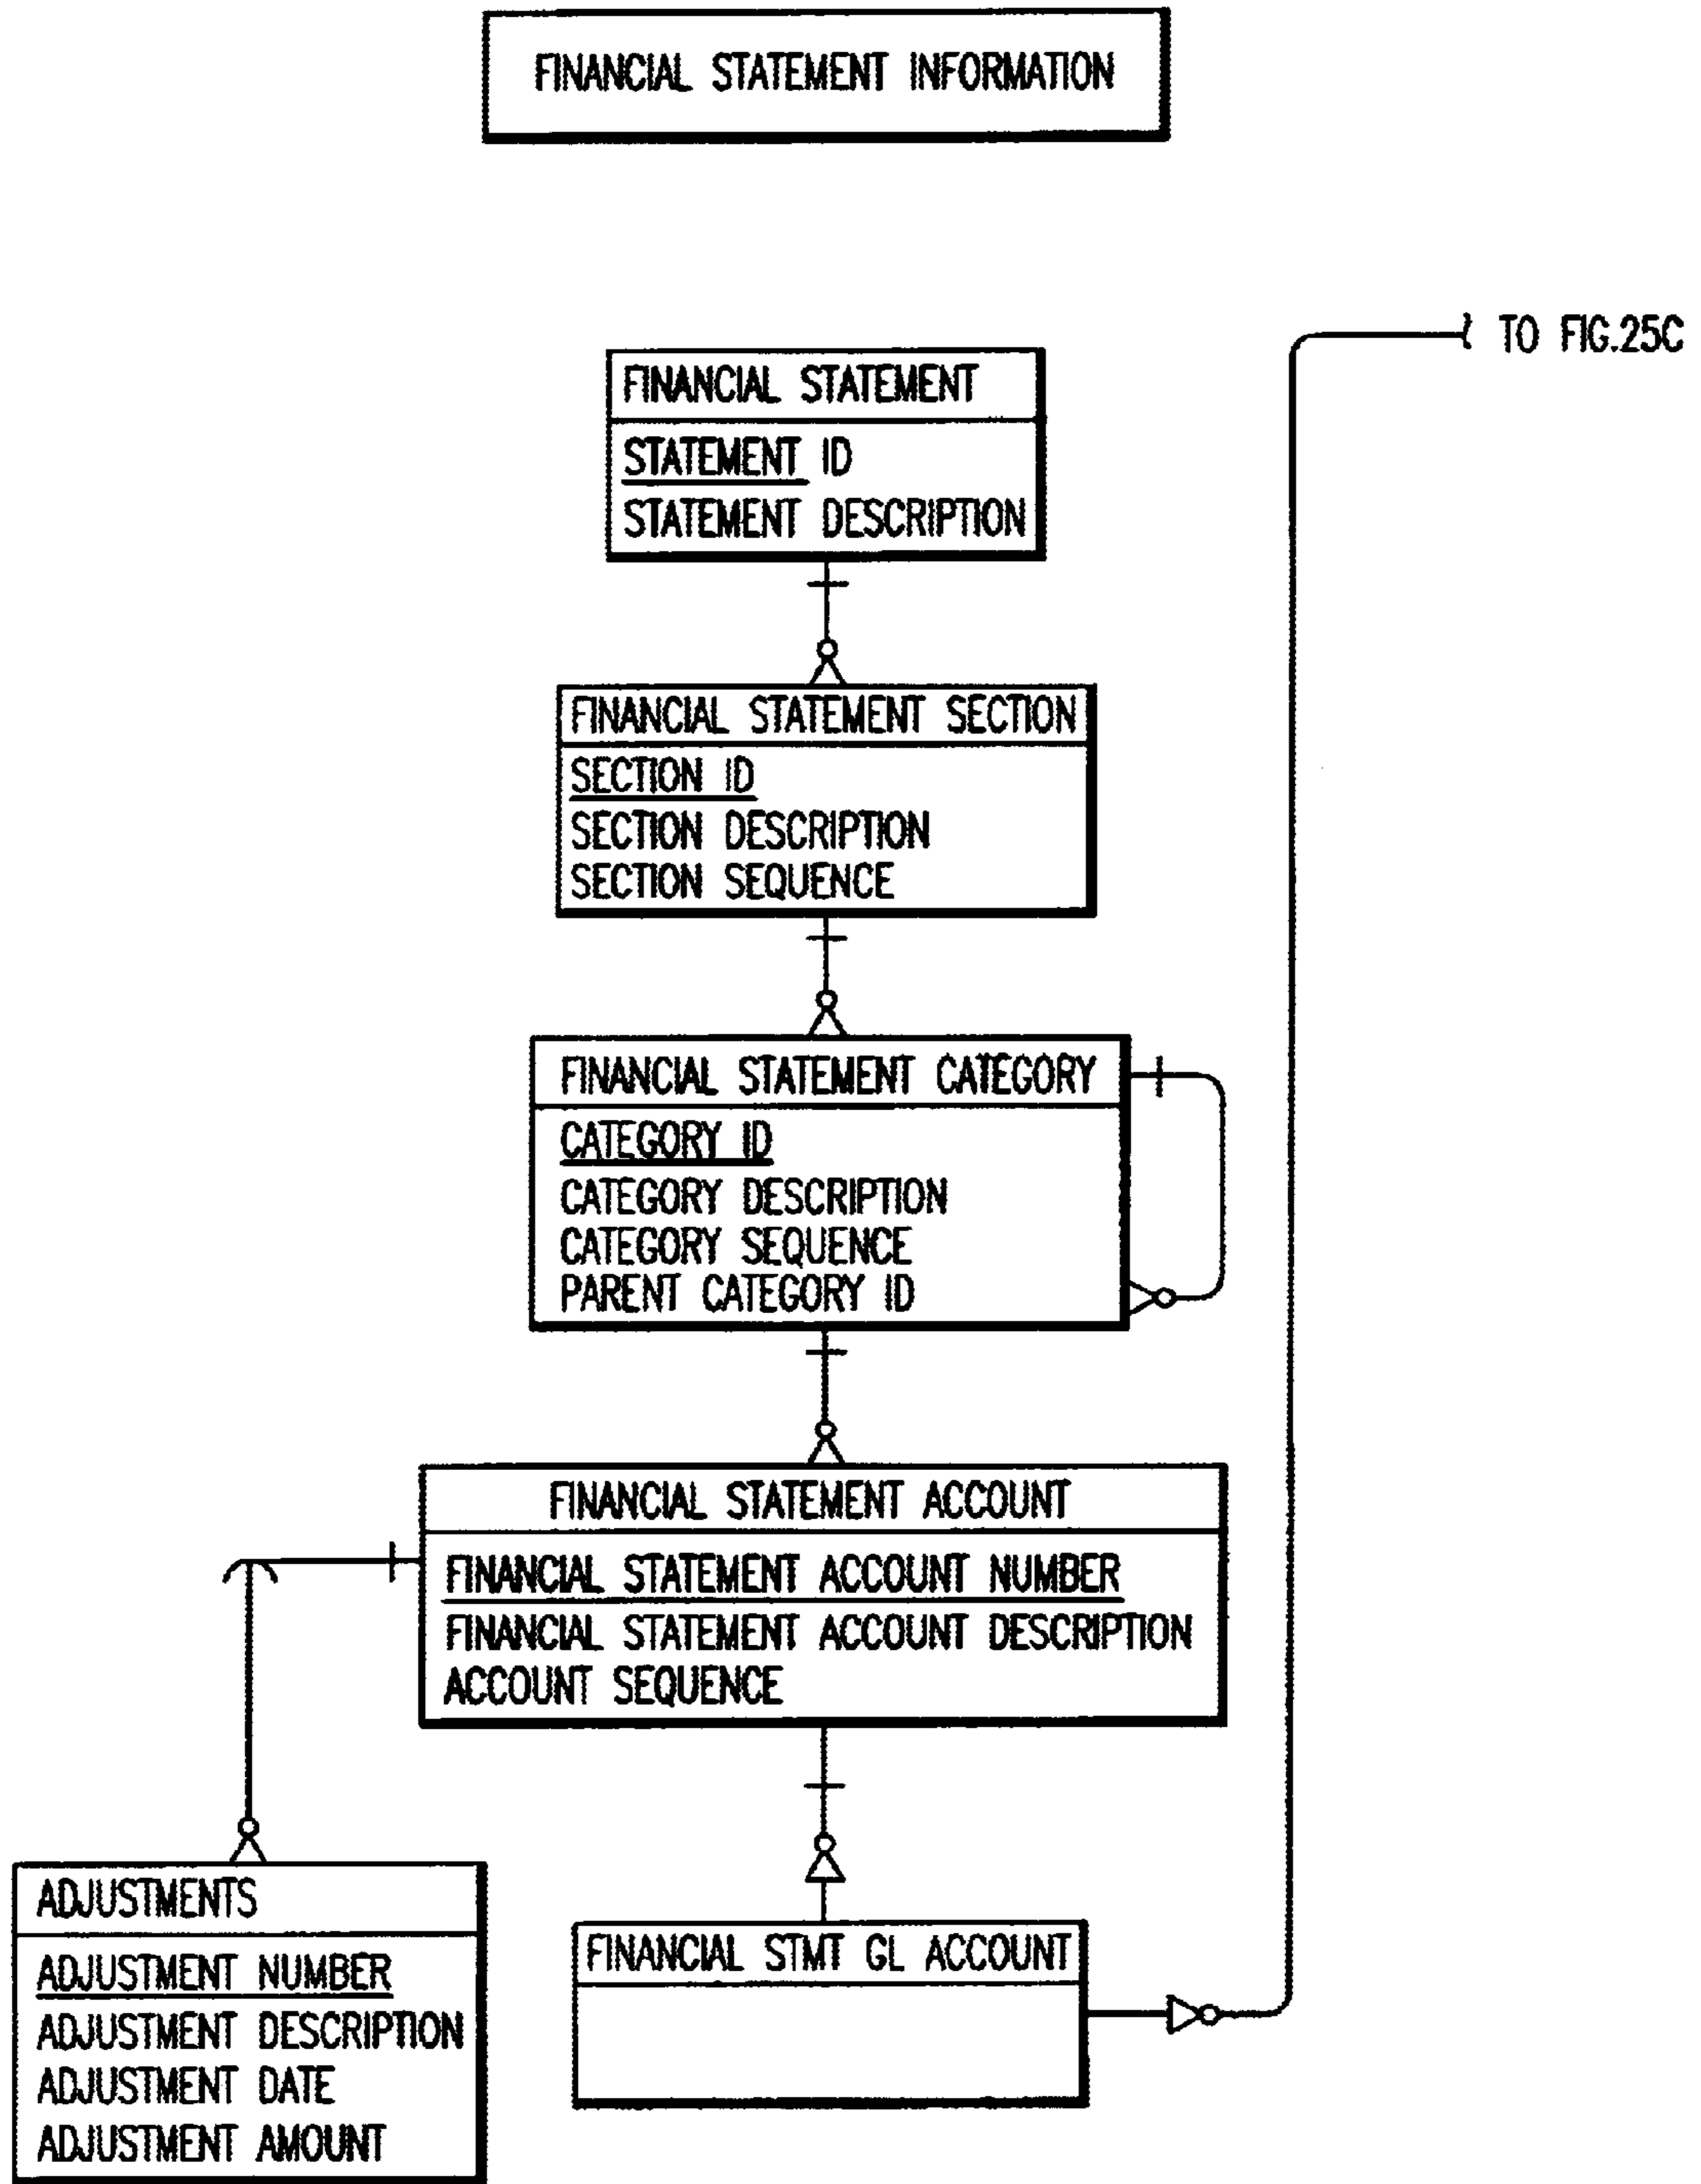 FINANCIAL STATEMENT INFORMATION
TO FIG.25C
FINANCIAL STATEMENT
STATEMENT ID
STATEMENT DESCRIPTION
FINANCIAL STATEMENT SECTION
SECTION ID
SECTION DESCRIPTION
SECTION SEQUENCE
FINANCIAL STATEMENT CATEGORY
CATEGORY ID
CATEGORY DESCRIPTION
CATEGORY SEQUENCE
PARENT CATEGORY ID
FINANCIAL STATEMENT ACCOUNT
FINANCIAL STATEMENT ACCOUNT NUMBER
FINANCIAL STATEMENT ACCOUNT DESCRIPTION
ACCOUNT SEQUENCE
ADJUSTMENTS
ADJUSTMENT NUMBER
ADJUSTMENT DESCRIPTION
ADJUSTMENT DATE
ADJUSTMENT AMOUNT
FINANCIAL STMT GL ACCOUNT